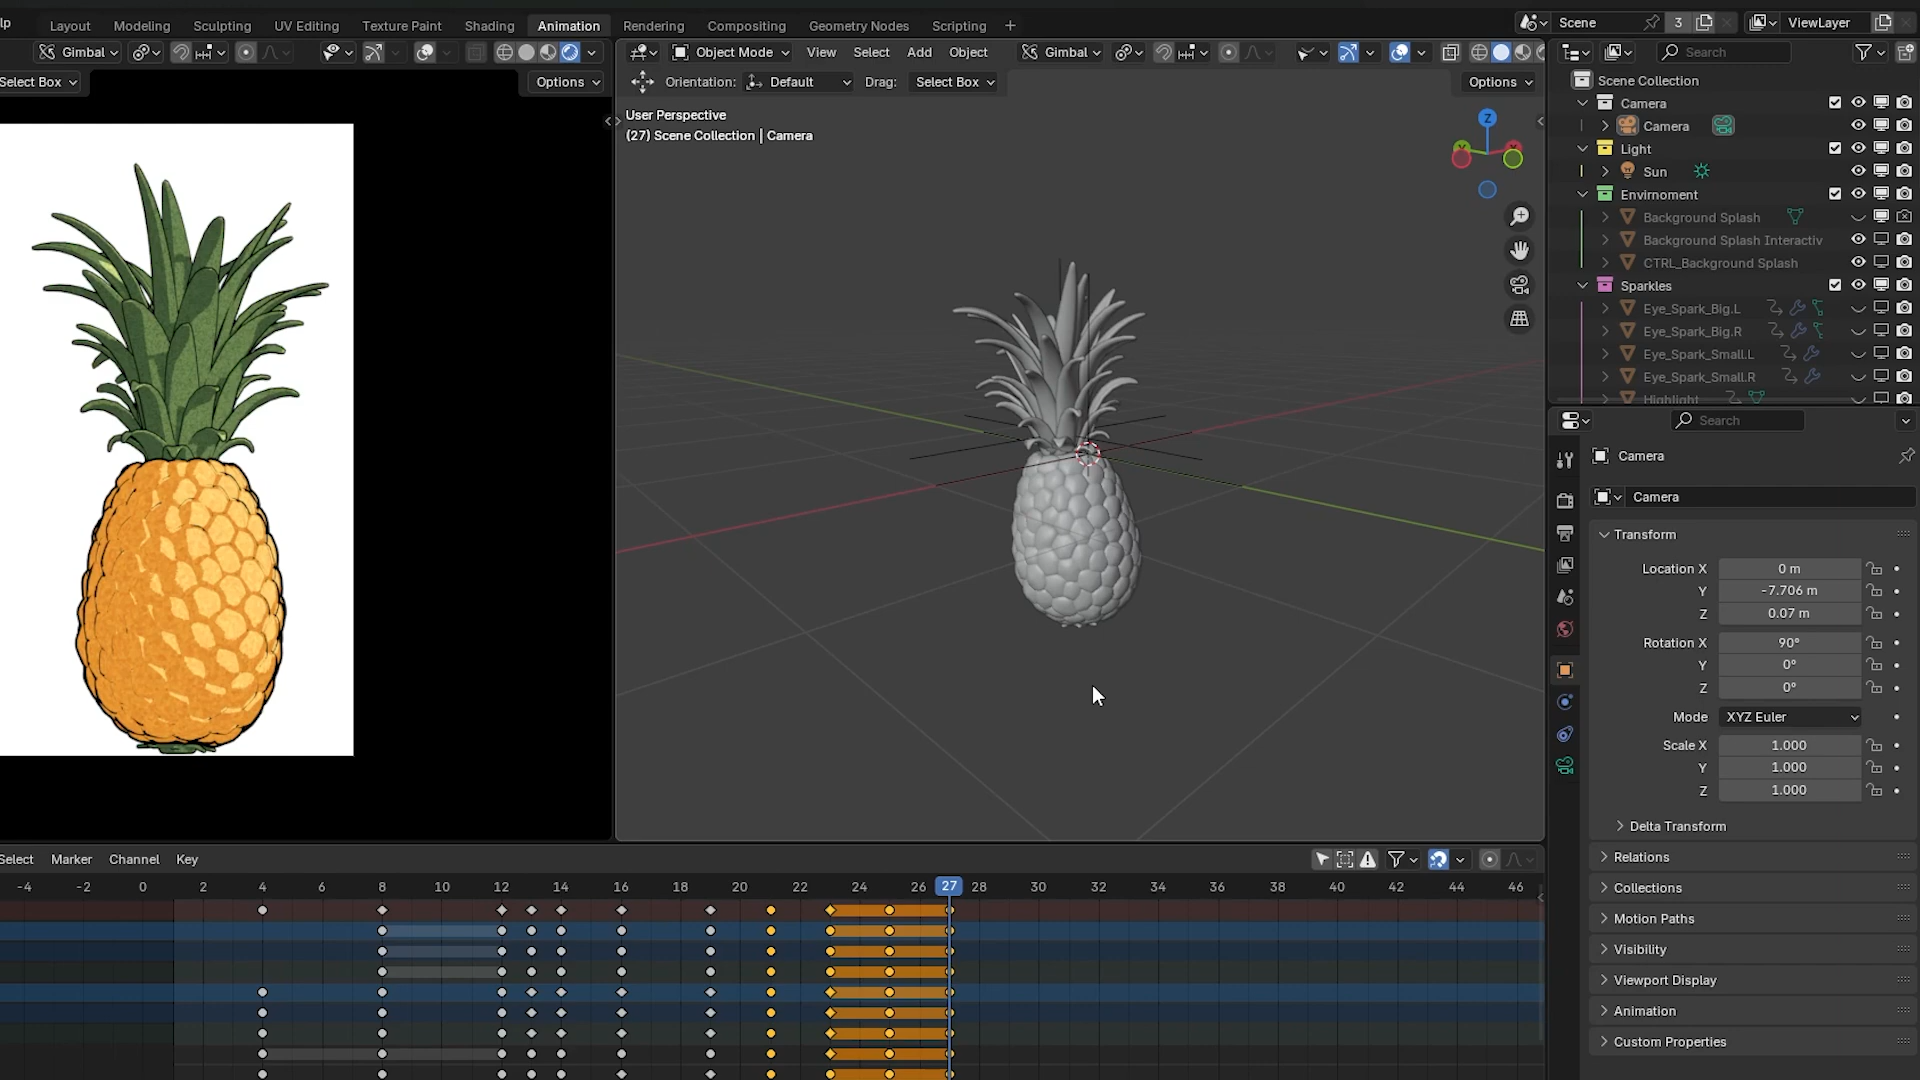 lp
Layout Modeling Sculpting UV Editing Texture Paint Shading Animation Rendering Compositing Geometry Nodes Scripting +
Scene 3 ViewLayer
Gimbal
Object Mode View Select Add Object Gimbal
Search
Select Box Options
Orientation: Default Drag: Select Box Options
User Perspective
(27) Scene Collection | Camera
Z
Scene Collection
Camera
Camera
Light
Sun
Envirnoment
Background Splash
Background Splash Interactiv
CTRL_Background Splash
Sparkles
Eye_Spark_Big.L
Eye_Spark_Big.R
Eye_Spark_Small.L
Eye_Spark_Small.R
Highlight
Search
Camera
Camera
Transform
Location X 0 m
Y -7.706 m
Z 0.07 m
Rotation X 90°
Y 0°
Z 0°
Mode XYZ Euler
Scale X 1.000
Y 1.000
Z 1.000
Delta Transform
Relations
Collections
Motion Paths
Visibility
Viewport Display
Animation
Custom Properties
Select Marker Channel Key
-4 -2 0 2 4 6 8 10 12 14 16 18 20 22 24 26 27 28 30 32 34 36 38 40 42 44 46